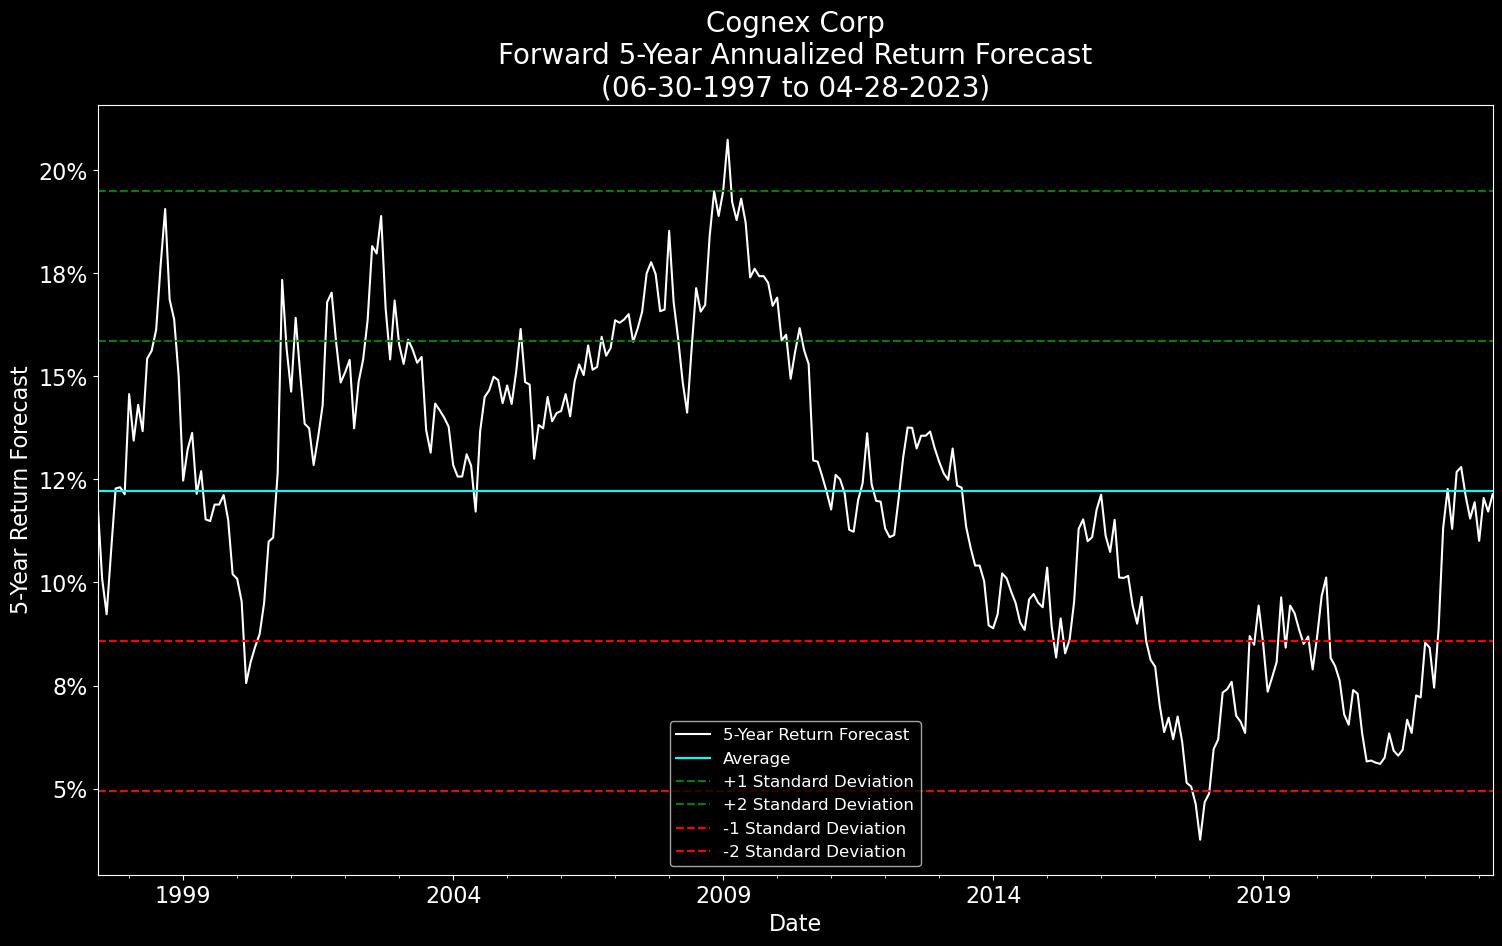 Cognex Corp
Forward 5-Year Annualized Return Forecast
(06-30-1997 to 04-28-2023)
5-Year Return Forecast
20%
18%
15%
12%
10%
8%
5%
5-Year Return Forecast
Average
+1 Standard Deviation
+2 Standard Deviation
-1 Standard Deviation
-2 Standard Deviation
1999 2004 2009 2014 2019
Date